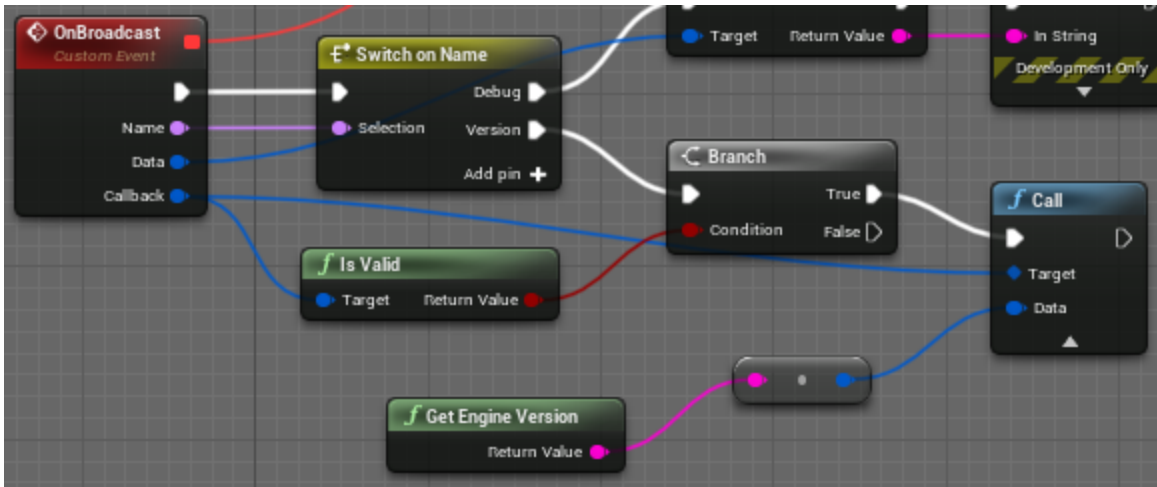 OnBroadcast
Custom Event
Name
Data
Callback
Switch on Name
Debug
Selection
Version
Add pin
Target
Return Value
In String
Development Only
Branch
True
Condition
False
Call
Target
Data
Is Valid
Target
Return Value
Get Engine Version
Return Value